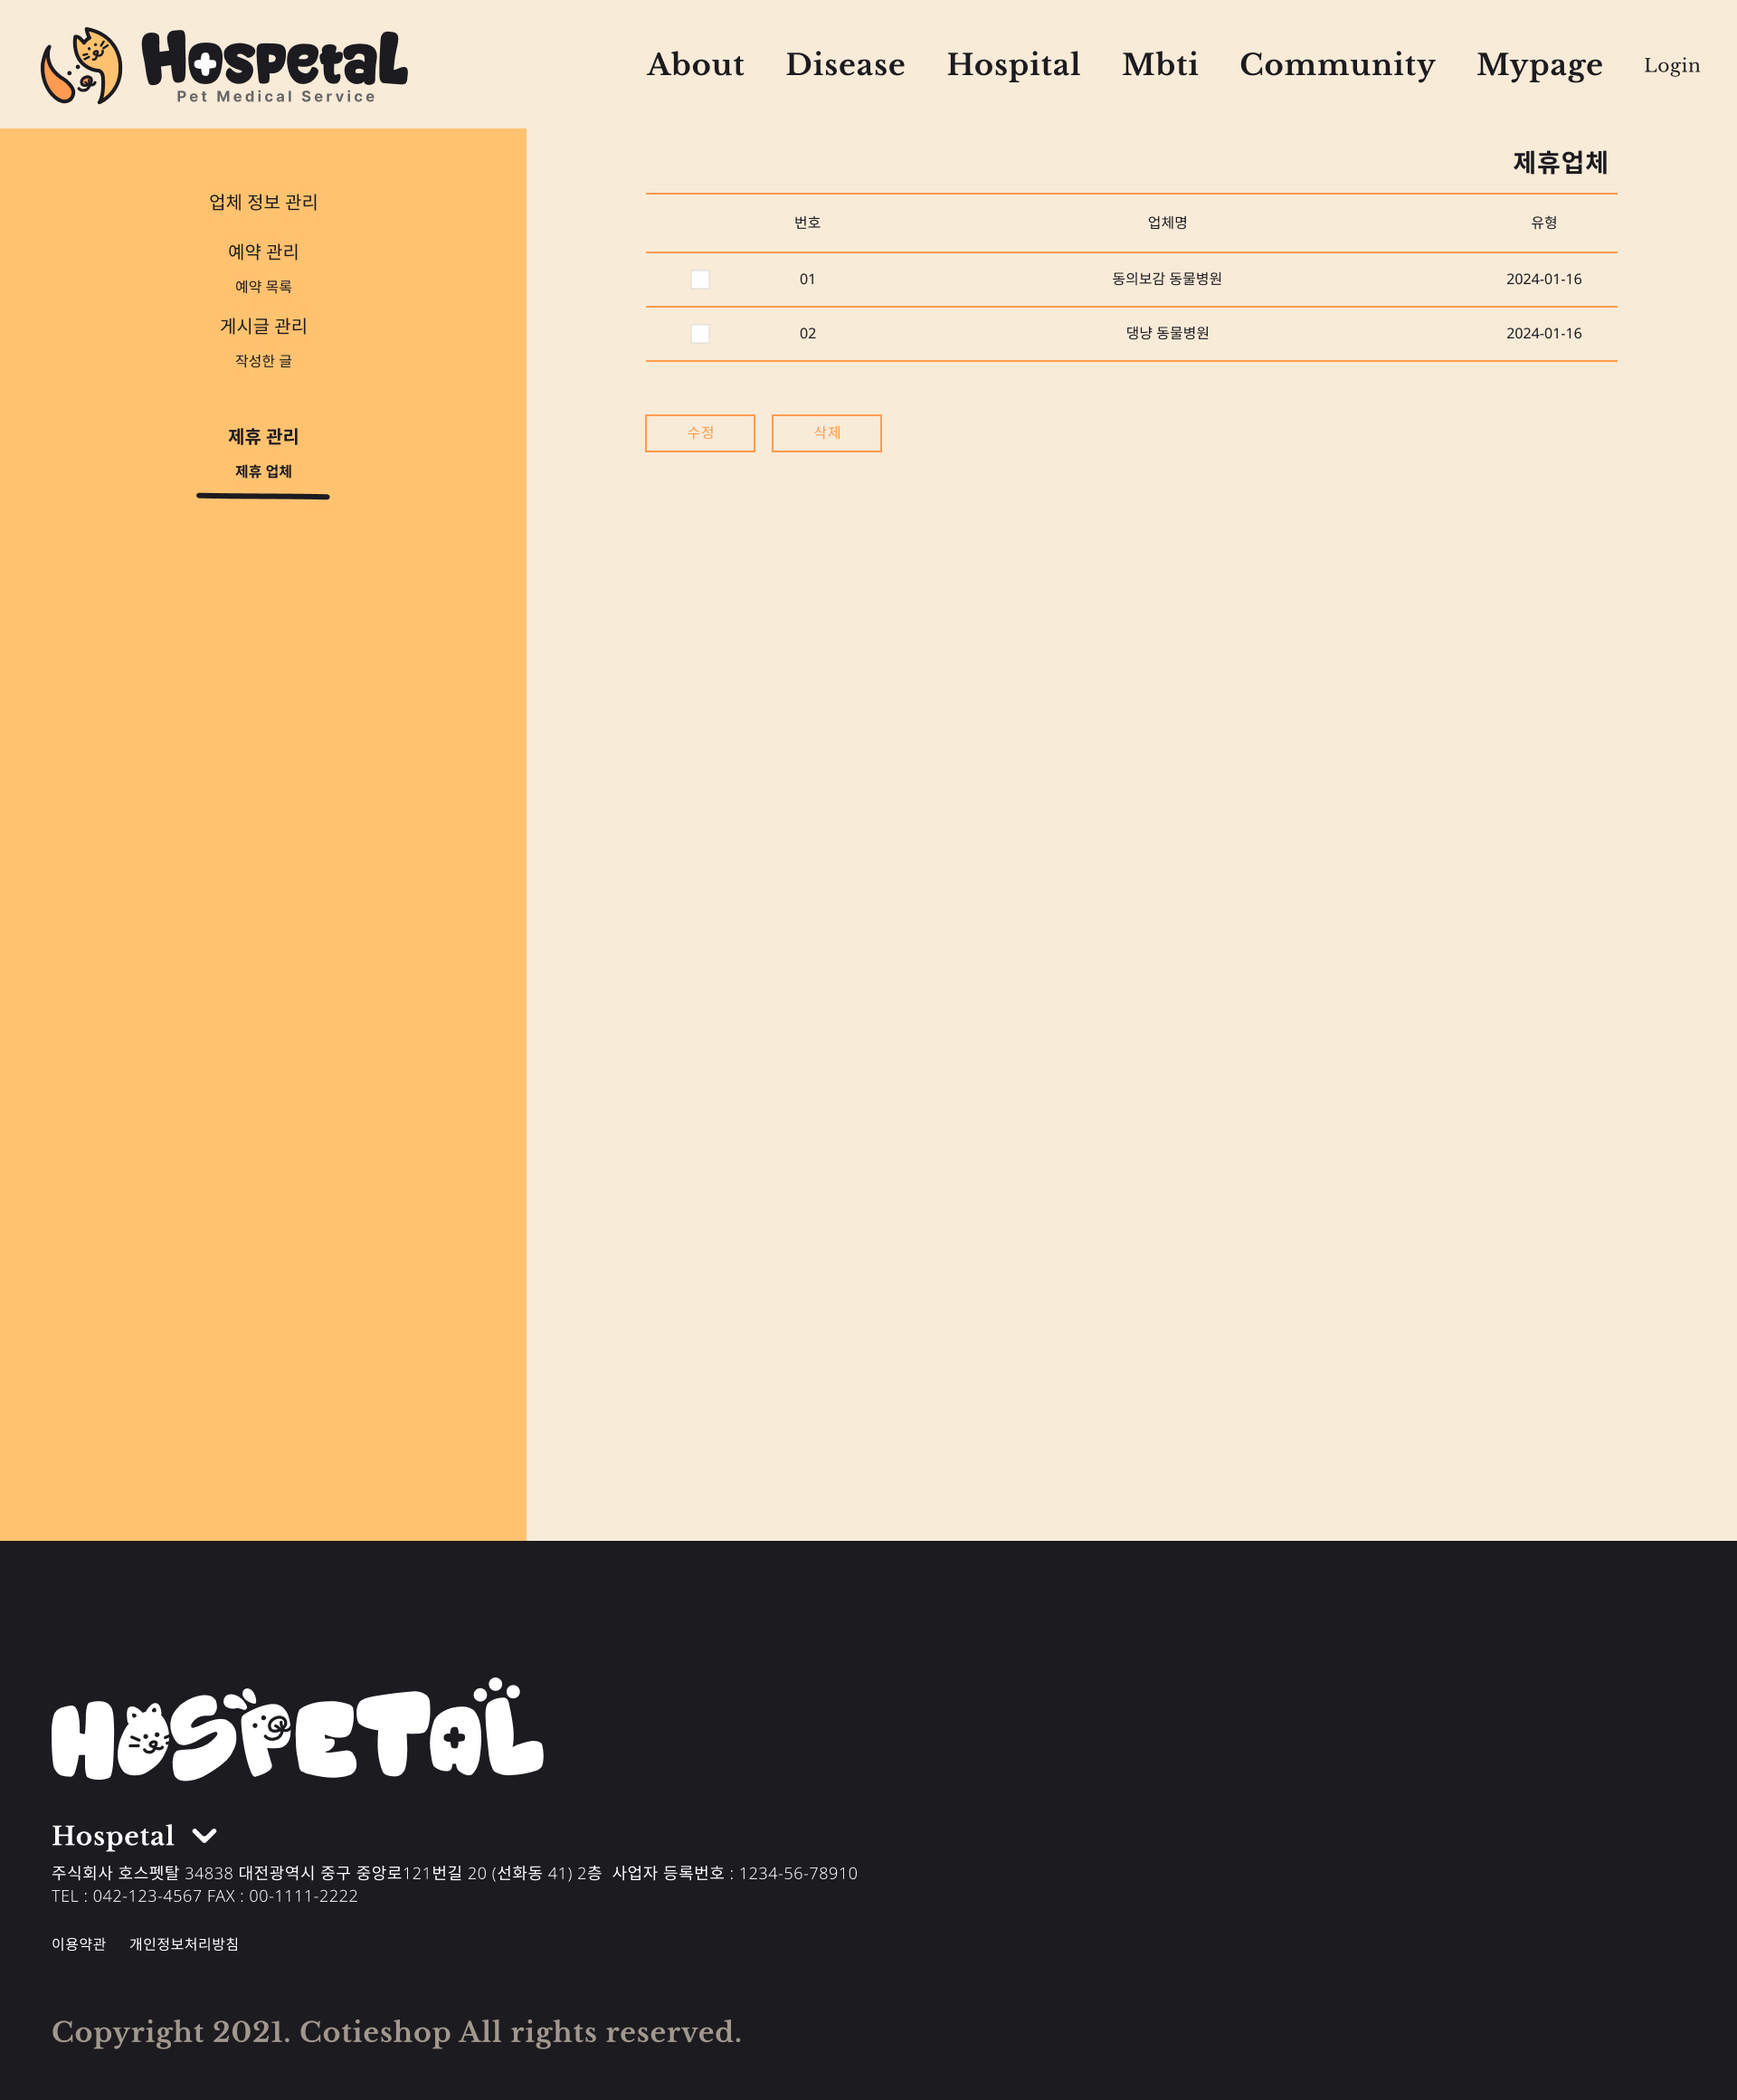 Hospetal
Pet Medical Service
About Disease Hospital Mbti Community Mypage Login
업체 정보 관리
예약 관리
예약 목록
게시글 관리
작성한 글
제휴 관리
제휴 업체
제휴업체
번호 업체명 유형
01 동의보감 동물병원 2024-01-16
02 댕냥 동물병원 2024-01-16
수정 삭제
HOSPETAL
Hospetal
주식회사 호스펫탈 34838 대전광역시 중구 중앙로121번길 20 (선화동 41) 2층 사업자 등록번호 : 1234-56-78910
TEL : 042-123-4567 FAX : 00-1111-2222
이용약관 개인정보처리방침
Copyright 2021. Cotieshop All rights reserved.